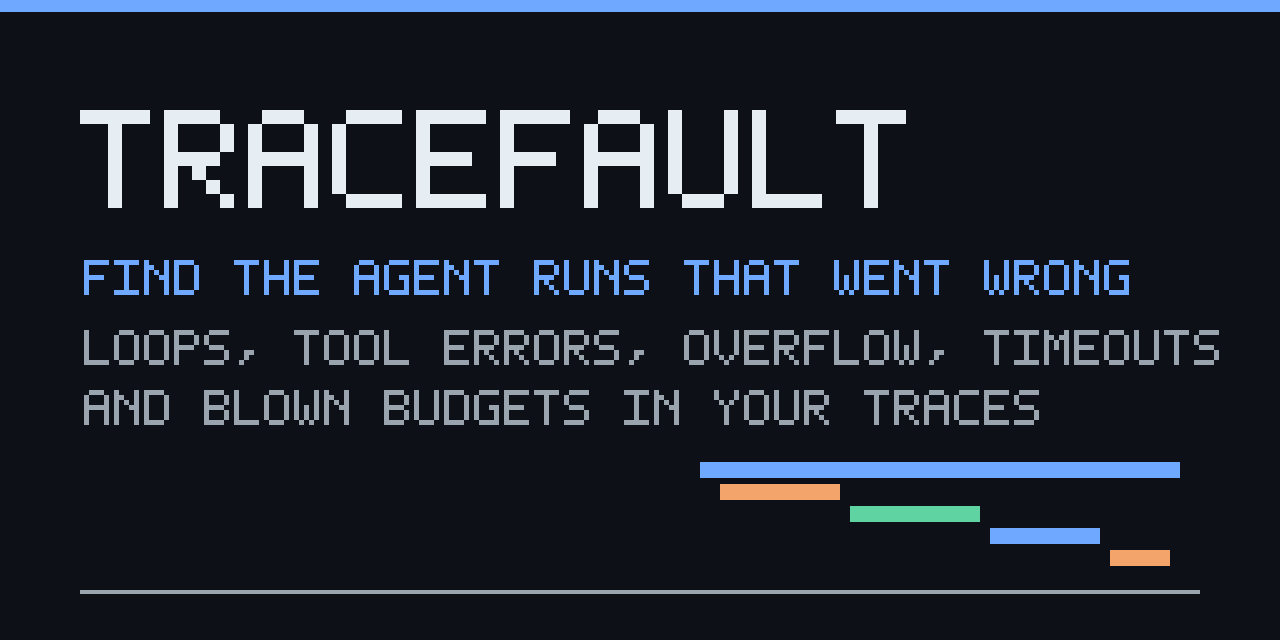 TRACEFAULT
FIND THE AGENT RUNS THAT WENT WRONG
LOOPS, TOOL ERRORS, OVERFLOW, TIMEOUTS
AND BLOWN BUDGETS IN YOUR TRACES